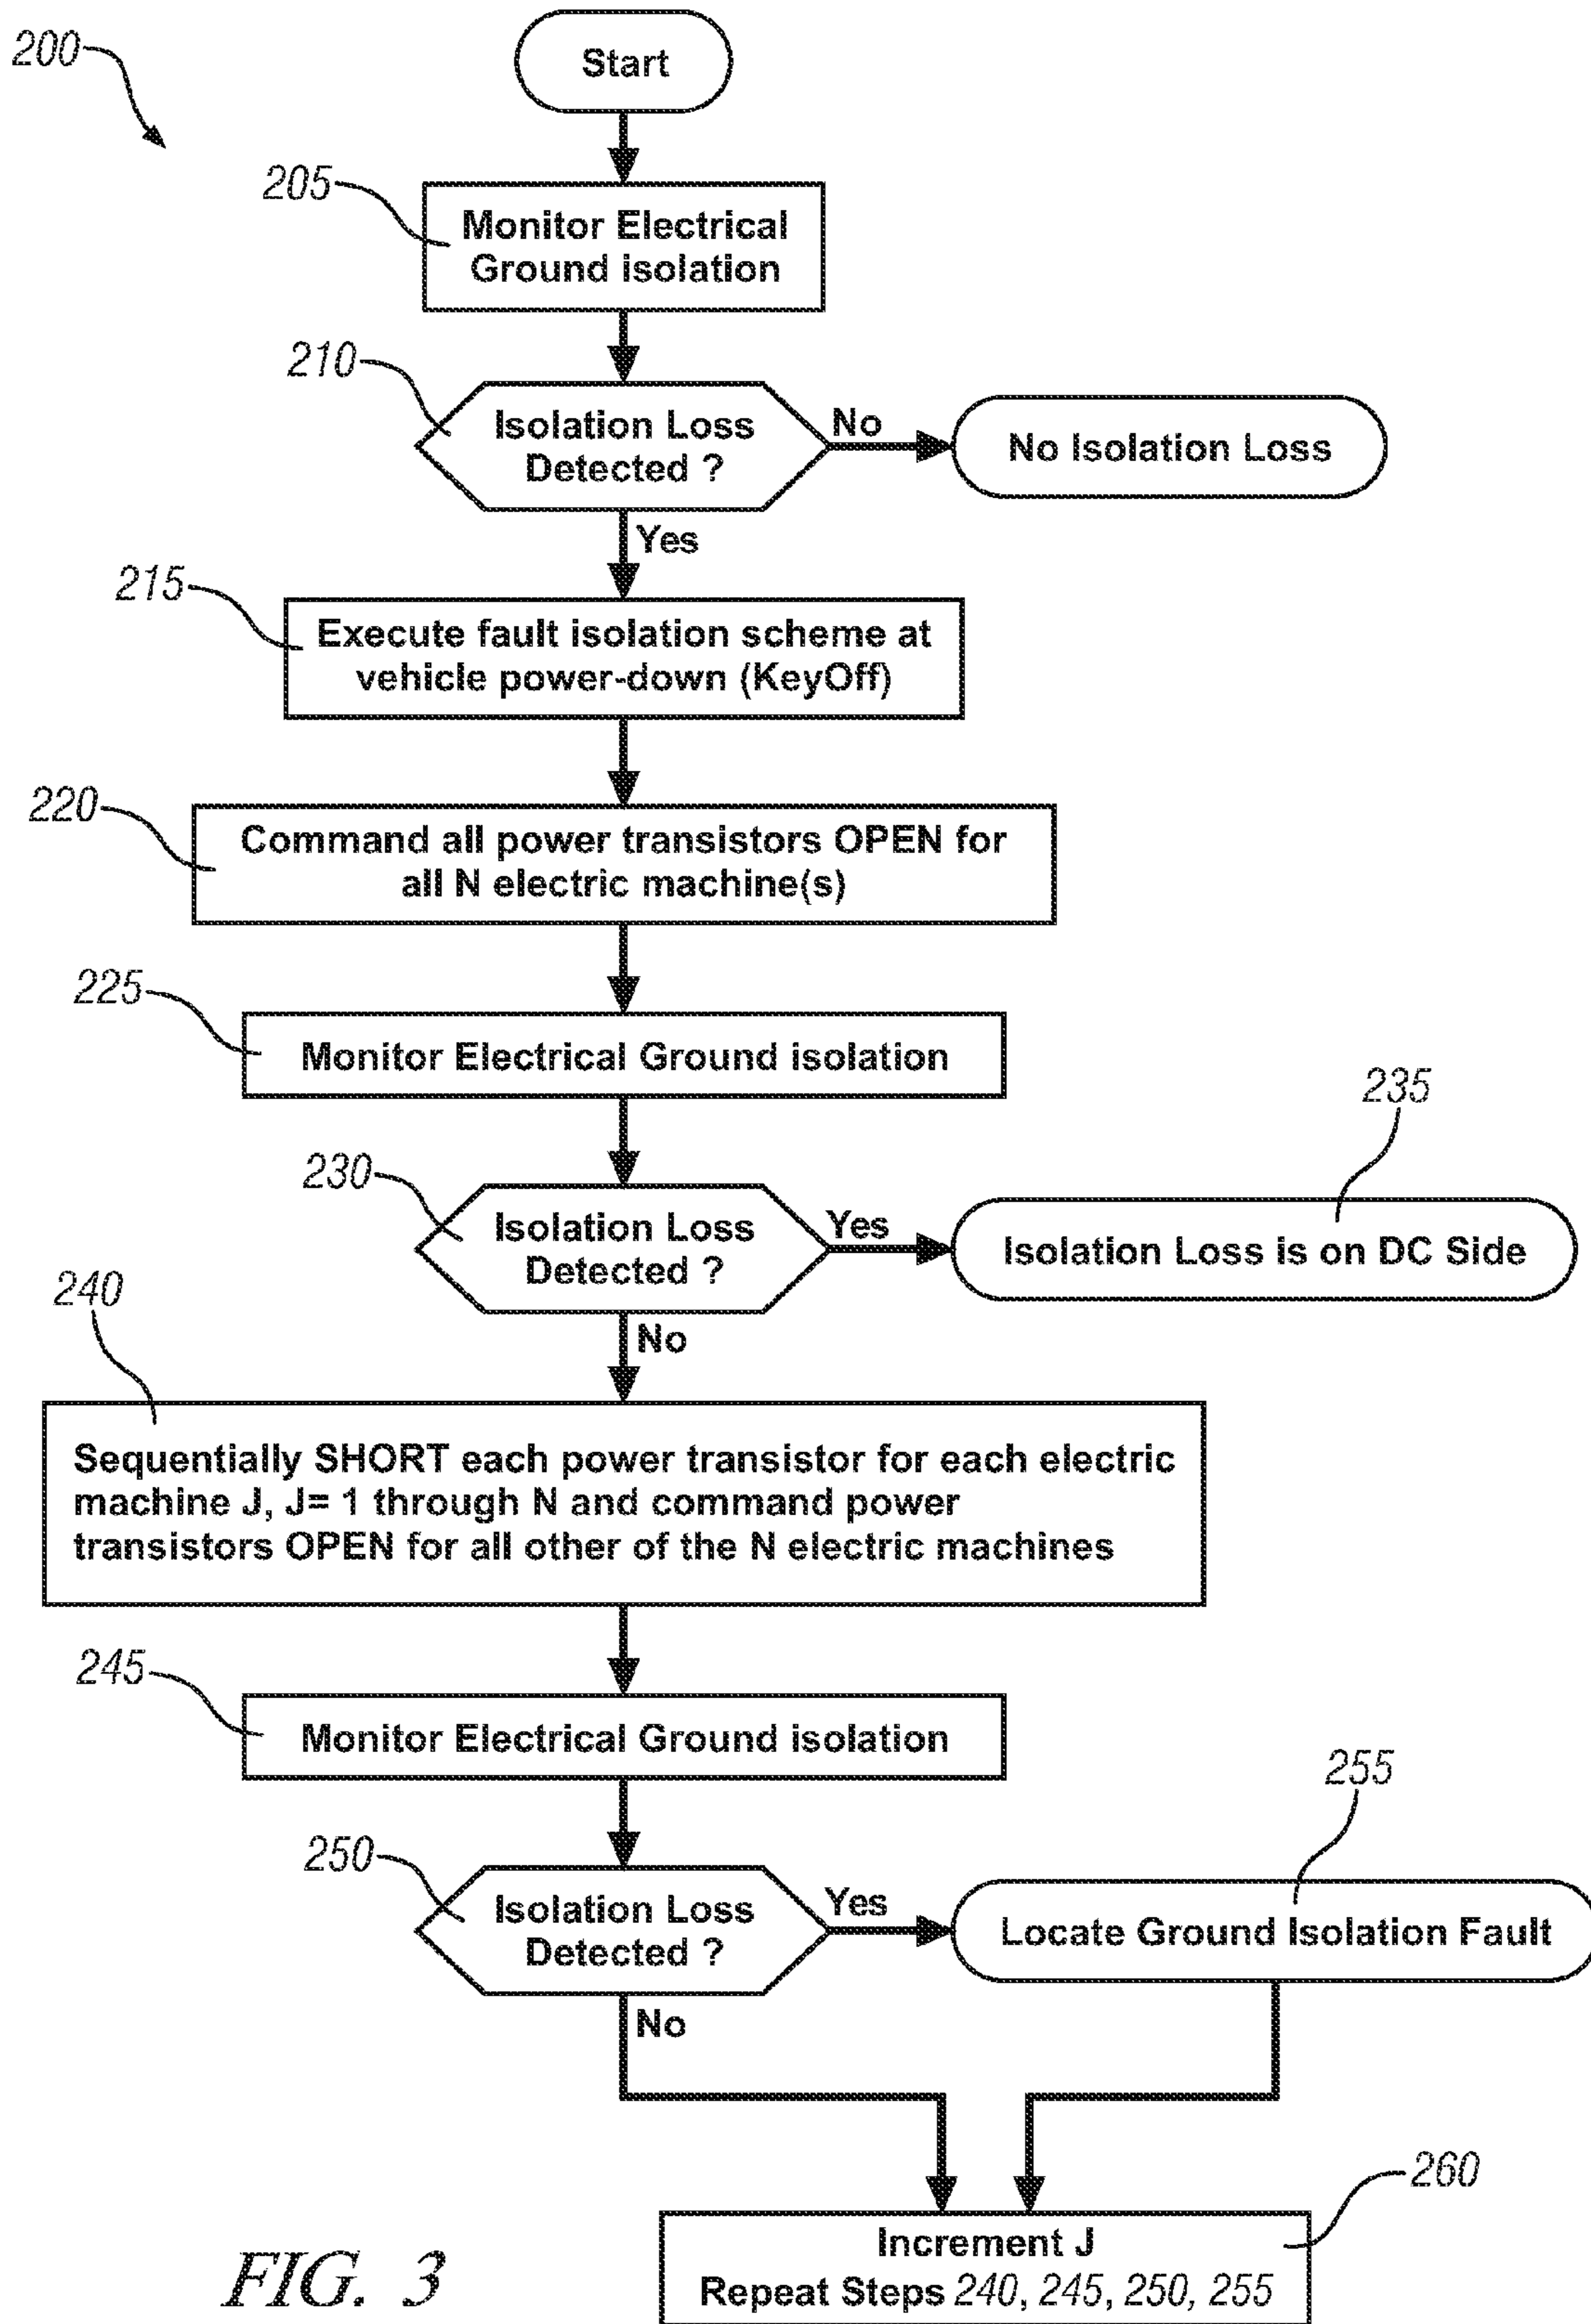 200
Start
205
Monitor Electrical
Ground isolation
210
Isolation Loss
Detected ?
No
No Isolation Loss
Yes
215
Execute fault isolation scheme at
vehicle power-down (KeyOff)
220
Command all power transistors OPEN for
all N electric machine(s)
225
Monitor Electrical Ground isolation
235
230
Isolation Loss
Detected ?
Yes
Isolation Loss is on DC Side
240
No
Sequentially SHORT each power transistor for each electric
machine J, J= 1 through N and command power
transistors OPEN for all other of the N electric machines
245
Monitor Electrical Ground isolation
255
250
Isolation Loss
Detected ?
Yes
Locate Ground Isolation Fault
No
260
Increment J
Repeat Steps 240, 245, 250, 255
FIG. 3